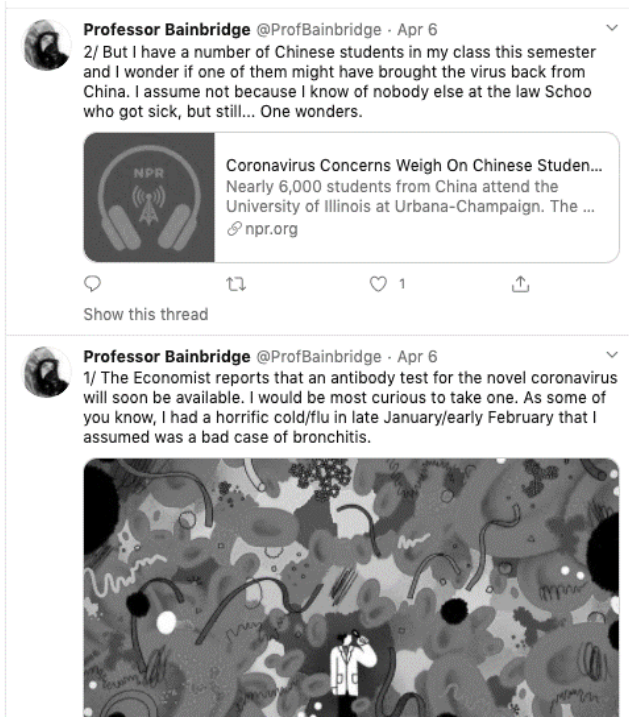 Professor Bainbridge @ProfBainbridge · Apr 6
2/ But I have a number of Chinese students in my class this semester
and I wonder if one of them might have brought the virus back from
China. I assume not because I know of nobody else at the law Schoo
who got sick, but still... One wonders.
NPR
Coronavirus Concerns Weigh On Chinese Studen...
Nearly 6,000 students from China attend the
University of Illinois at Urbana-Champaign. The ...
npr.org
1
Show this thread
Professor Bainbridge @ProfBainbridge · Apr 6
1/ The Economist reports that an antibody test for the novel coronavirus
will soon be available. I would be most curious to take one. As some of
you know, I had a horrific cold/flu in late January/early February that I
assumed was a bad case of bronchitis.